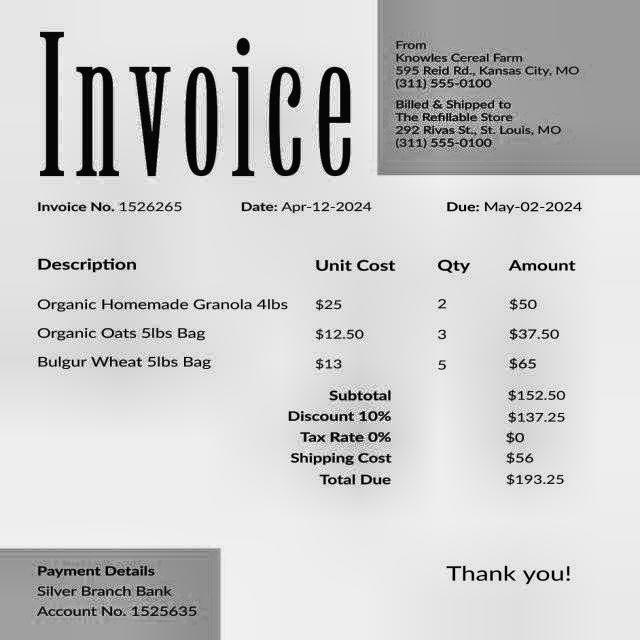 Invoice
From
Knowles Cereal Farm
595 Reid Rd., Kansas City, MO
(311) 555-0100
Billed & Shipped to
The Refillable Store
292 Rivas St., St. Louis, MO
(311) 555-0100
Invoice No. 1526265 Date: Apr-12-2024 Due: May-02-2024
Description Unit Cost Qty Amount
Organic Homemade Granola 4lbs $25 2 $50
Organic Oats 5lbs Bag $12.50 3 $37.50
Bulgur Wheat 5lbs Bag $13 5 $65
Subtotal $152.50
Discount 10% $137.25
Tax Rate 0% $0
Shipping Cost $56
Total Due $193.25
Payment Details
Silver Branch Bank
Account No. 1525635
Thank you!